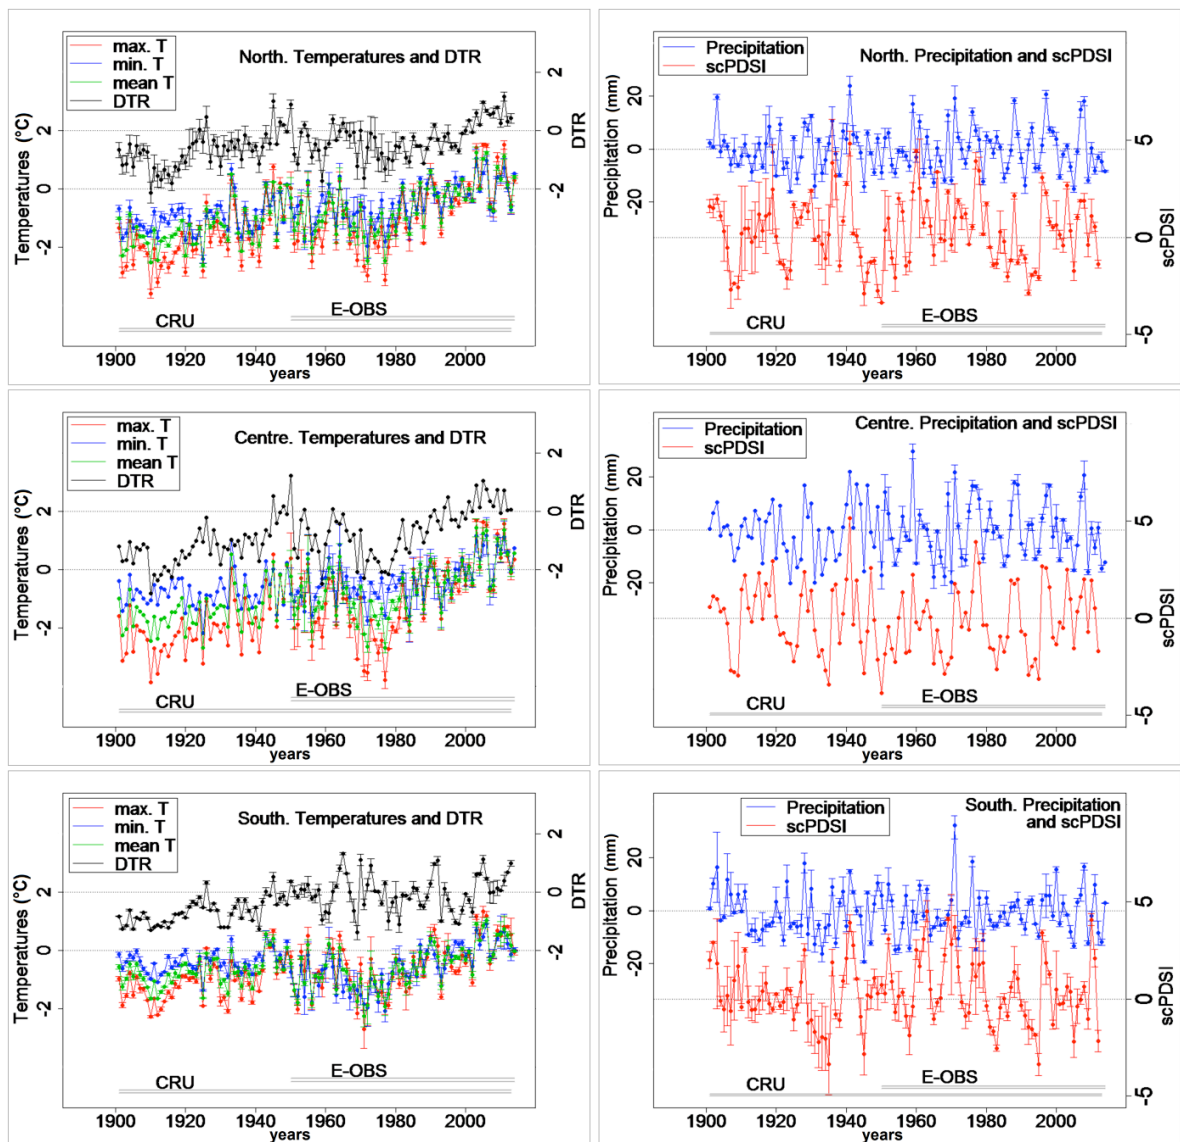 max. T
min. T
mean T
DTR
North. Temperatures and DTR
Temperatures (°C)
2
0
-2
2
0
-2
DTR
CRU
E-OBS
1900
1920
1940
1960
1980
2000
years
Precipitation
scPDSI
North. Precipitation and scPDSI
Precipitation (mm)
20
0
20
5
0
-5
scPDSI
CRU
E-OBS
1900
1920
1940
1960
1980
2000
years
max. T
min. T
mean T
DTR
Centre. Temperatures and DTR
Temperatures (°C)
2
0
-2
2
0
-2
DTR
CRU
E-OBS
1900
1920
1940
1960
1980
2000
years
Precipitation
scPDSI
Centre. Precipitation and scPDSI
Precipitation (mm)
20
0
20
5
0
-5
scPDSI
CRU
E-OBS
1900
1920
1940
1960
1980
2000
years
max. T
min. T
mean T
DTR
South. Temperatures and DTR
Temperatures (°C)
2
0
-2
2
0
-2
DTR
CRU
E-OBS
1900
1920
1940
1960
1980
2000
years
Precipitation
scPDSI
South. Precipitation
and scPDSI
Precipitation (mm)
20
0
20
5
0
-5
scPDSI
CRU
E-OBS
1900
1920
1940
1960
1980
2000
years